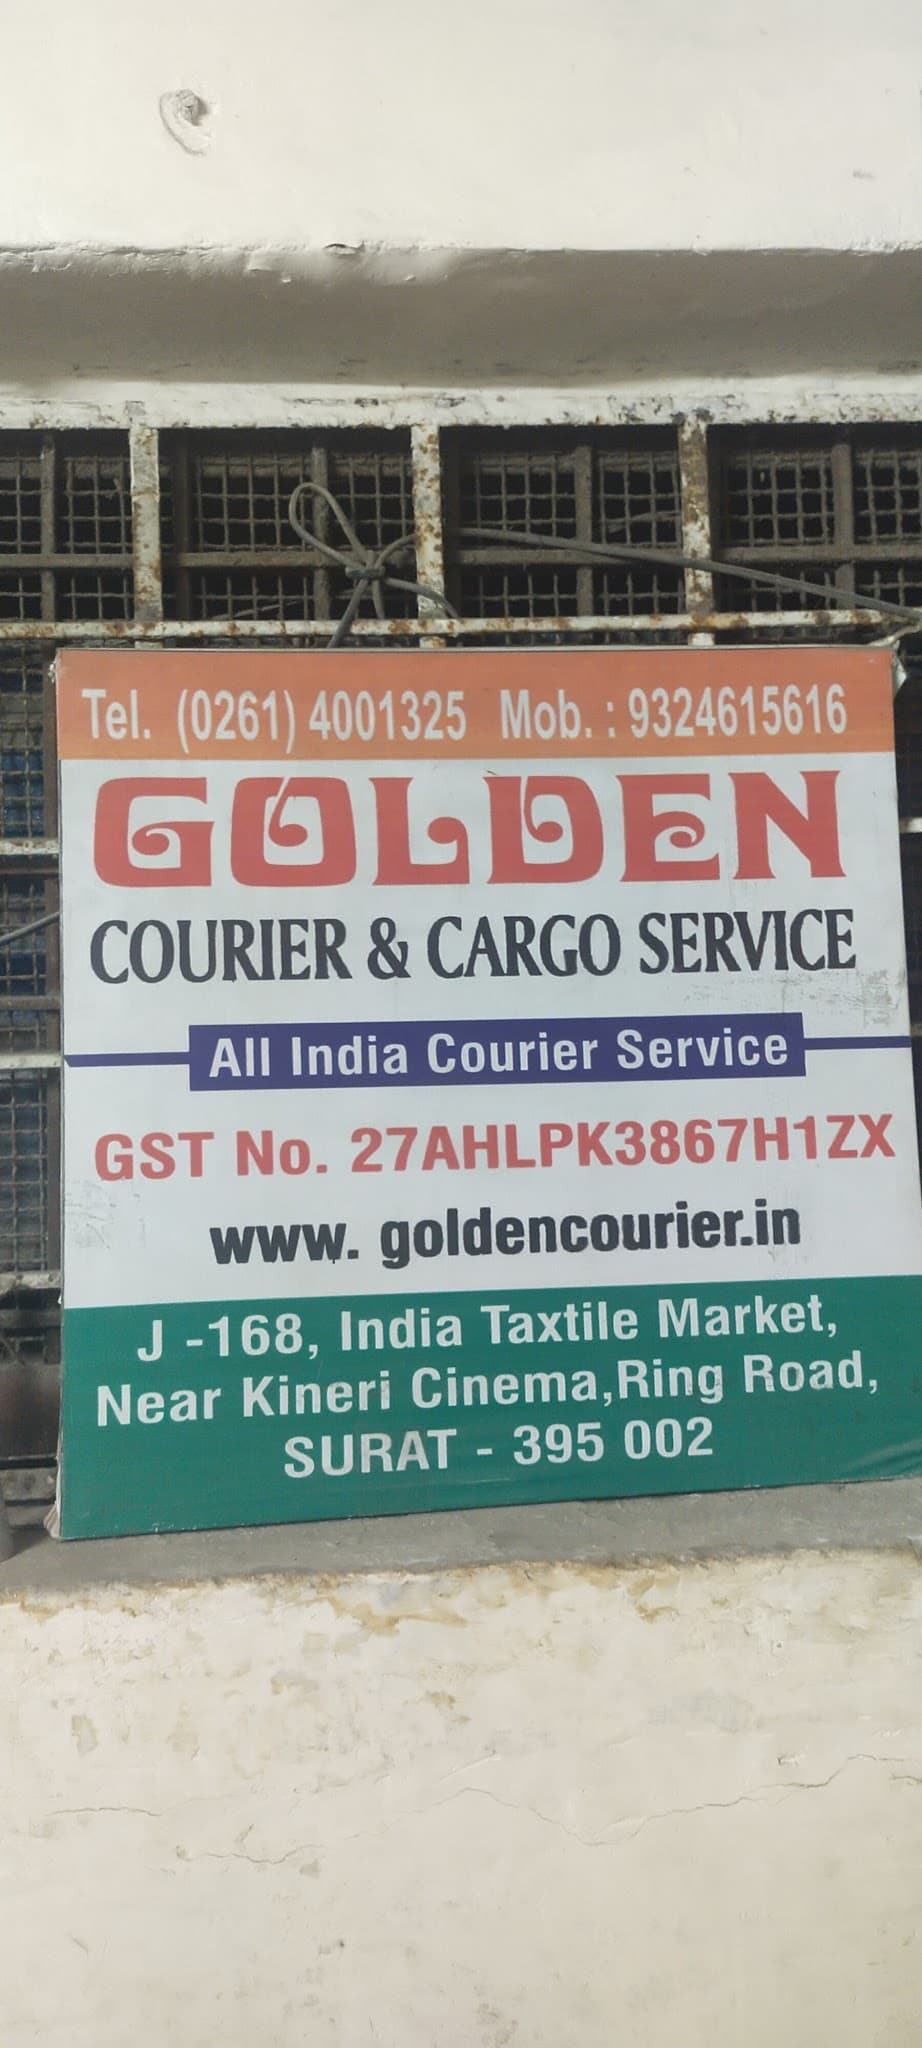 Tel. (0261) 4001325 Mob. : 9324615616
GOLDEN
COURIER & CARGO SERVICE
All India Courier Service
GST No. 27AHLPK3867H1ZX
www. goldencourier.in
J -168, India Taxtile Market,
Near Kineri Cinema,Ring Road,
SURAT - 395 002